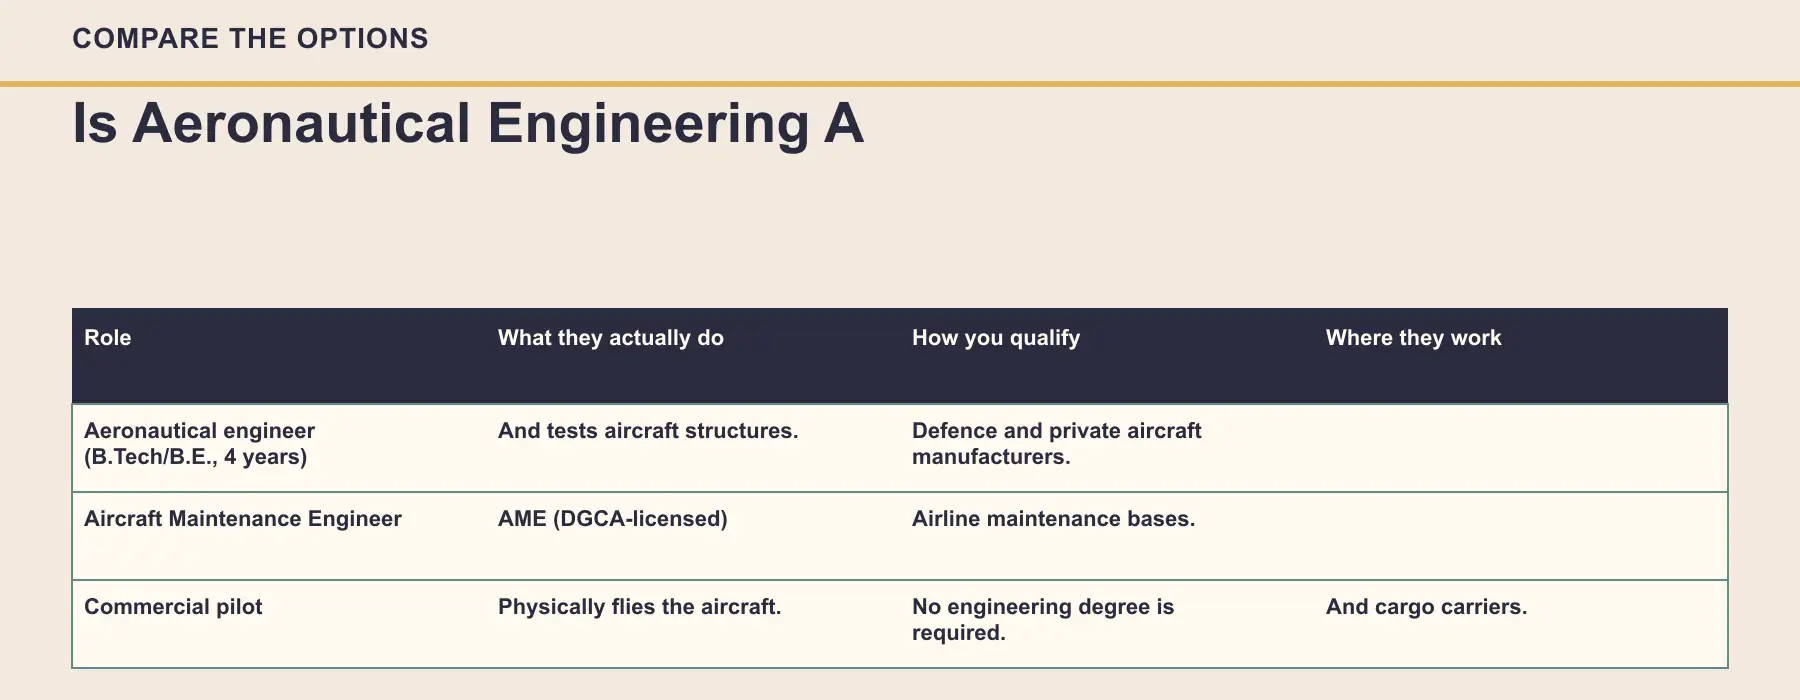 COMPARE THE OPTIONS
Is Aeronautical Engineering A
Role What they actually do How you qualify Where they work
Aeronautical engineer And tests aircraft structures. Defence and private aircraft
(B.Tech/B.E., 4 years) manufacturers.
Aircraft Maintenance Engineer AME (DGCA-licensed) Airline maintenance bases.
Commercial pilot Physically flies the aircraft. No engineering degree is And cargo carriers.
required.